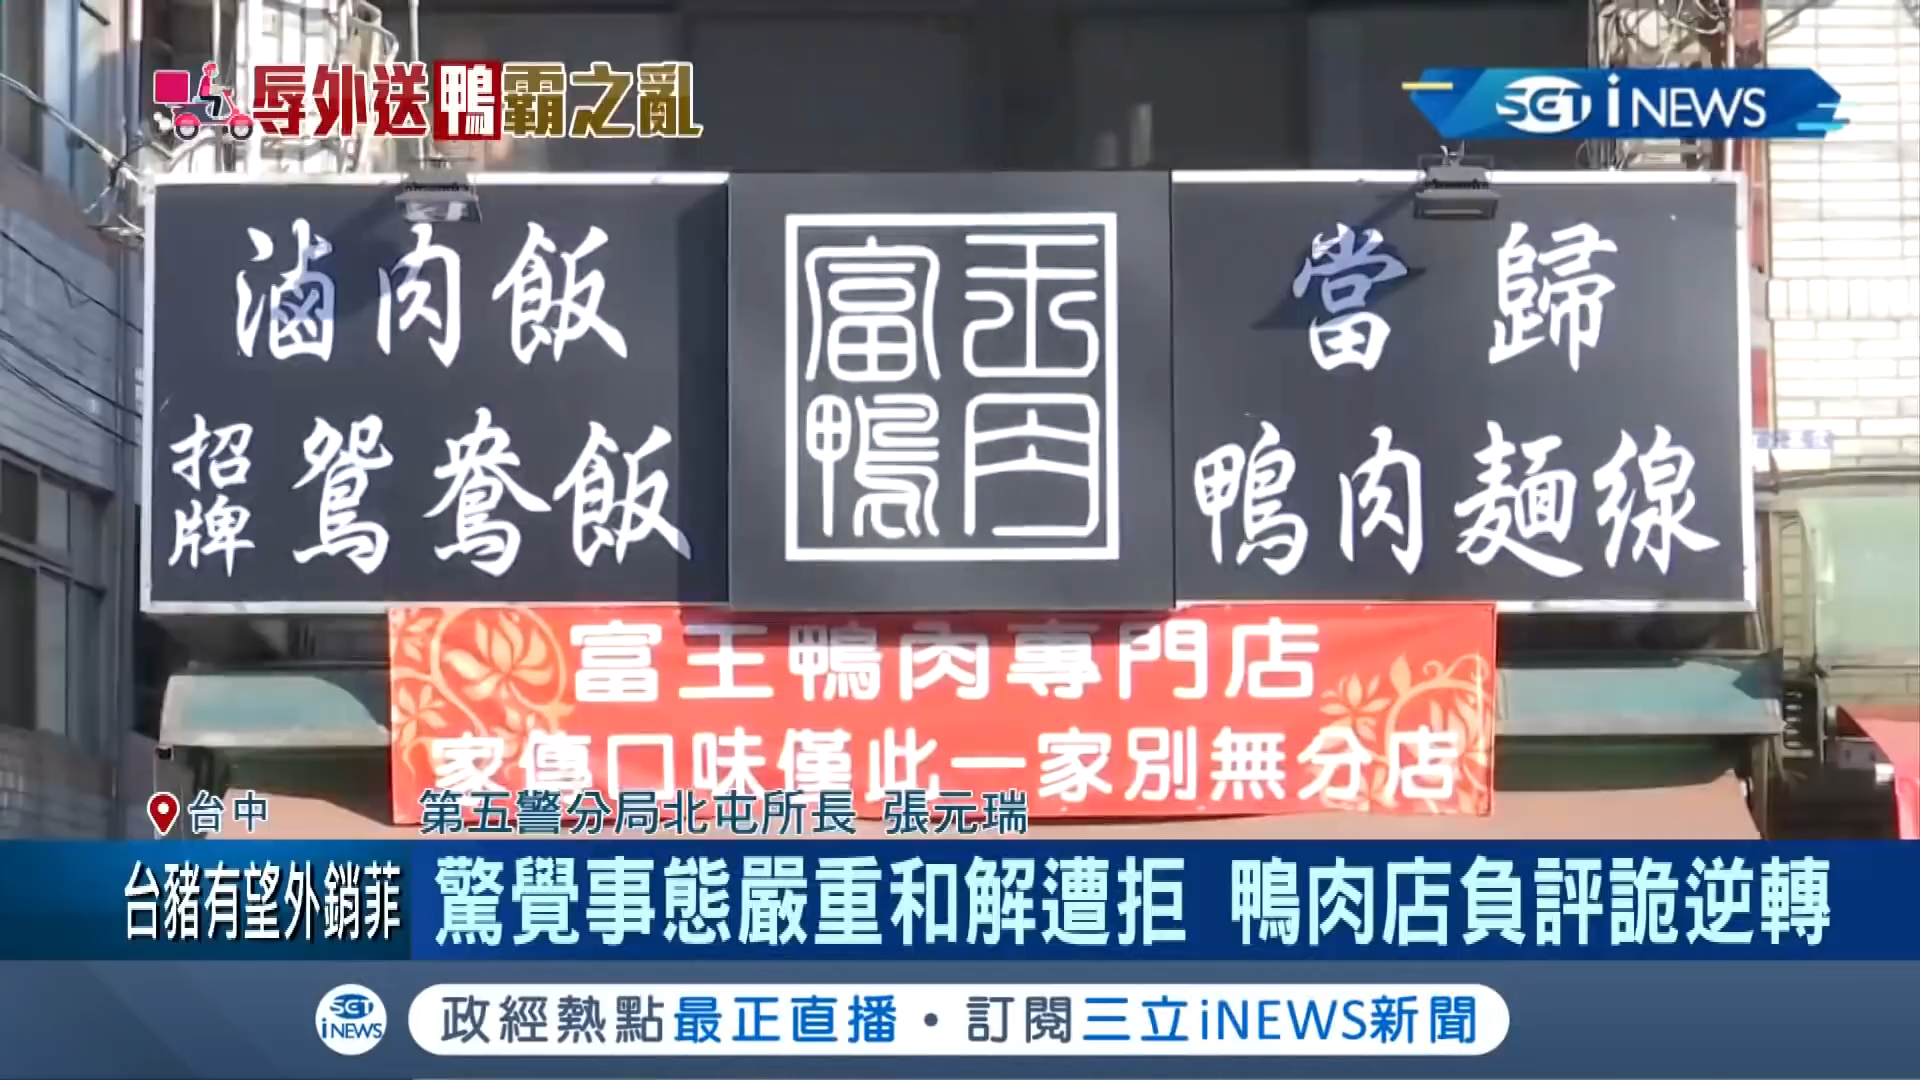 辱外送鴨霸之亂
SET iNEWS
滷肉飯
招牌鴛鴦飯
富王鴨肉
當歸
鴨肉麵線
富王鴨肉專門店
家傳口味僅此一家別無分店
台中
第五警分局北屯所長 張元瑞
台豬有望外銷菲
驚覺事態嚴重和解遭拒 鴨肉店負評詭逆轉
SET iNEWS
政經熱點最正直播・訂閱三立iNEWS新聞